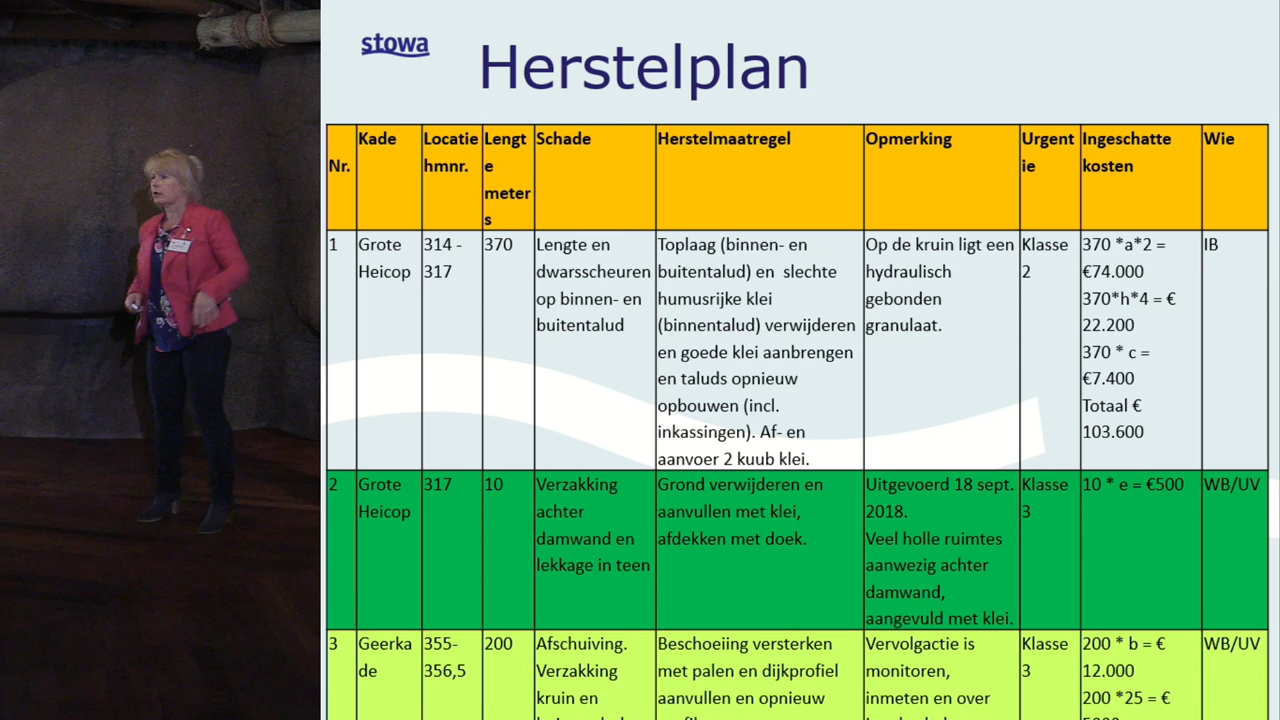 stowa
Herstelplan
Nr.
Kade
Locatie
hmnr.
Lengt
e
meter
s
Schade
Herstelmaatregel
Opmerking
Urgent
ie
Ingeschatte
kosten
Wie
1
Grote
Heicop
314 -
317
370
Lengte en
dwarsscheuren
op binnen- en
buitentalud
Toplaag (binnen- en
buitentalud) en slechte
humusrijke klei
(binnentalud) verwijderen
en goede klei aanbrengen
en taluds opnieuw
opbouwen (incl.
inkassingen). Af- en
aanvoer 2 kuub klei.
Op de kruin ligt een
hydraulisch
gebonden
granulaat.
Klasse
2
370 *a*2 =
€74.000
370*h*4 = €
22.200
370 * c =
€7.400
Totaal €
103.600
IB
2
Grote
Heicop
317
10
Verzakking
achter
damwand en
lekkage in teen
Grond verwijderen en
aanvullen met klei,
afdekken met doek.
Uitgevoerd 18 sept.
2018.
Veel holle ruimtes
aanwezig achter
damwand,
aangevuld met klei.
Klasse
3
10 * e = €500
WB/UV
3
Geerka
de
355-
356,5
200
Afschuiving.
Verzakking
kruin en
Beschoeiing versterken
met palen en dijkprofiel
aanvullen en opnieuw
Vervolgactie is
monitoren,
inmeten en over
Klasse
3
200 * b = €
12.000
200 *25 = €
WB/UV